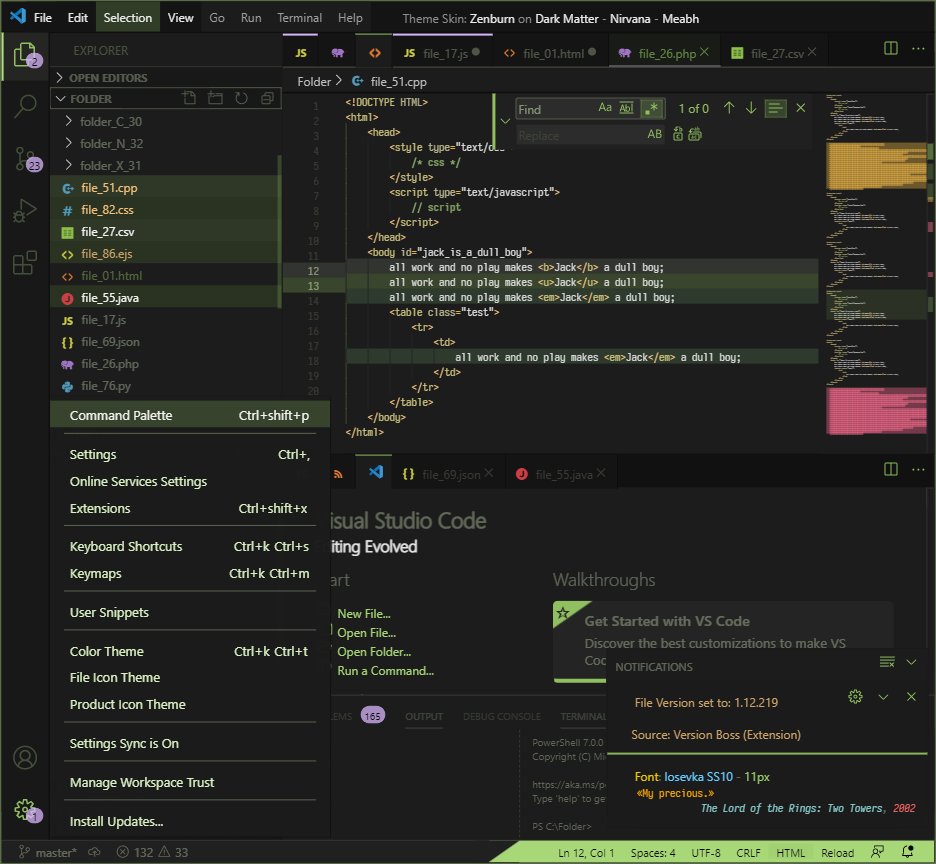 File Edit Selection View Go Run Terminal Help Theme Skin: Zenburn on Dark Matter - Nirvana - Meabh
2
23
1
EXPLORER
OPEN EDITORS
FOLDER
folder_C_30
folder_N_32
folder_X_31
file_51.cpp
# file_82.css
file_27.csv
<> file_86.ejs
<> file_01.html
J file_55.java
JS file_17.js
{} file_69.json
file_26.php
file_76.py
JS <> JS file_17.js <> file_01.html file_26.php × file_27.csv ×
Folder > file_51.cpp
Find Aa Abl .* 1 of 0
Replace AB
1 <!DOCTYPE HTML>
2 <html>
3 <head>
4 <style type="text/css
5 /* css */
6 </style>
7 <script type="text/javascript">
8 // script
9 </script>
10 </head>
11 <body id="jack_is_a_dull_boy">
12 all work and no play makes <b>Jack</b> a dull boy;
13 all work and no play makes <u>Jack</u> a dull boy;
14 all work and no play makes <em>Jack</em> a dull boy;
15 <table class="test">
16 <tr>
17 <td>
18 all work and no play makes <em>Jack</em> a dull boy;
19 </td>
20 </tr>
</table>
</body>
</html>
Command Palette Ctrl+shift+p
Settings Ctrl+,
Online Services Settings
Extensions Ctrl+shift+x
Keyboard Shortcuts Ctrl+k Ctrl+s
Keymaps Ctrl+k Ctrl+m
User Snippets
Color Theme Ctrl+k Ctrl+t
File Icon Theme
Product Icon Theme
Settings Sync is On
Manage Workspace Trust
Install Updates...
{} file_69.json × J file_55.java ×
isual Studio Code
iting Evolved
art
New File...
Open File...
Open Folder...
Run a Command...
Walkthroughs
Get Started with VS Code
Discover the best customizations to make VS
Coc
LEMS 165 OUTPUT DEBUG CONSOLE TERMINAL
PowerShell 7.0.0
Copyright (C) Mi
https://aka.ms/p
Type 'help' to ge
PS C:\Folder>
NOTIFICATIONS
File Version set to: 1.12.219
Source: Version Boss (Extension)
Font: Iosevka SS10 - 11px
«My precious.»
The Lord of the Rings: Two Towers, 2002
master* 132 33 Ln 12, Col 1 Spaces: 4 UTF-8 CRLF HTML Reload